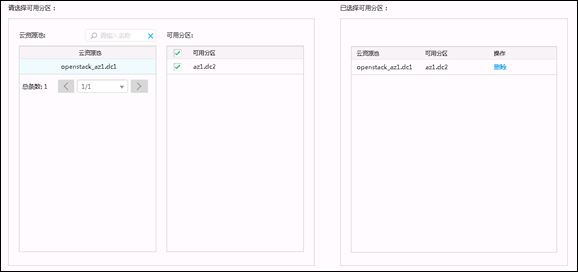 请选择可用分区：
云资源池:
请输入名称
云资源池
openstack_az1.dc1
总条数: 1
1/1
可用分区:
可用分区
az1.dc2
已选择可用分区：
云资源池 可用分区 操作
openstack_az1.dc1 az1.dc2 删除